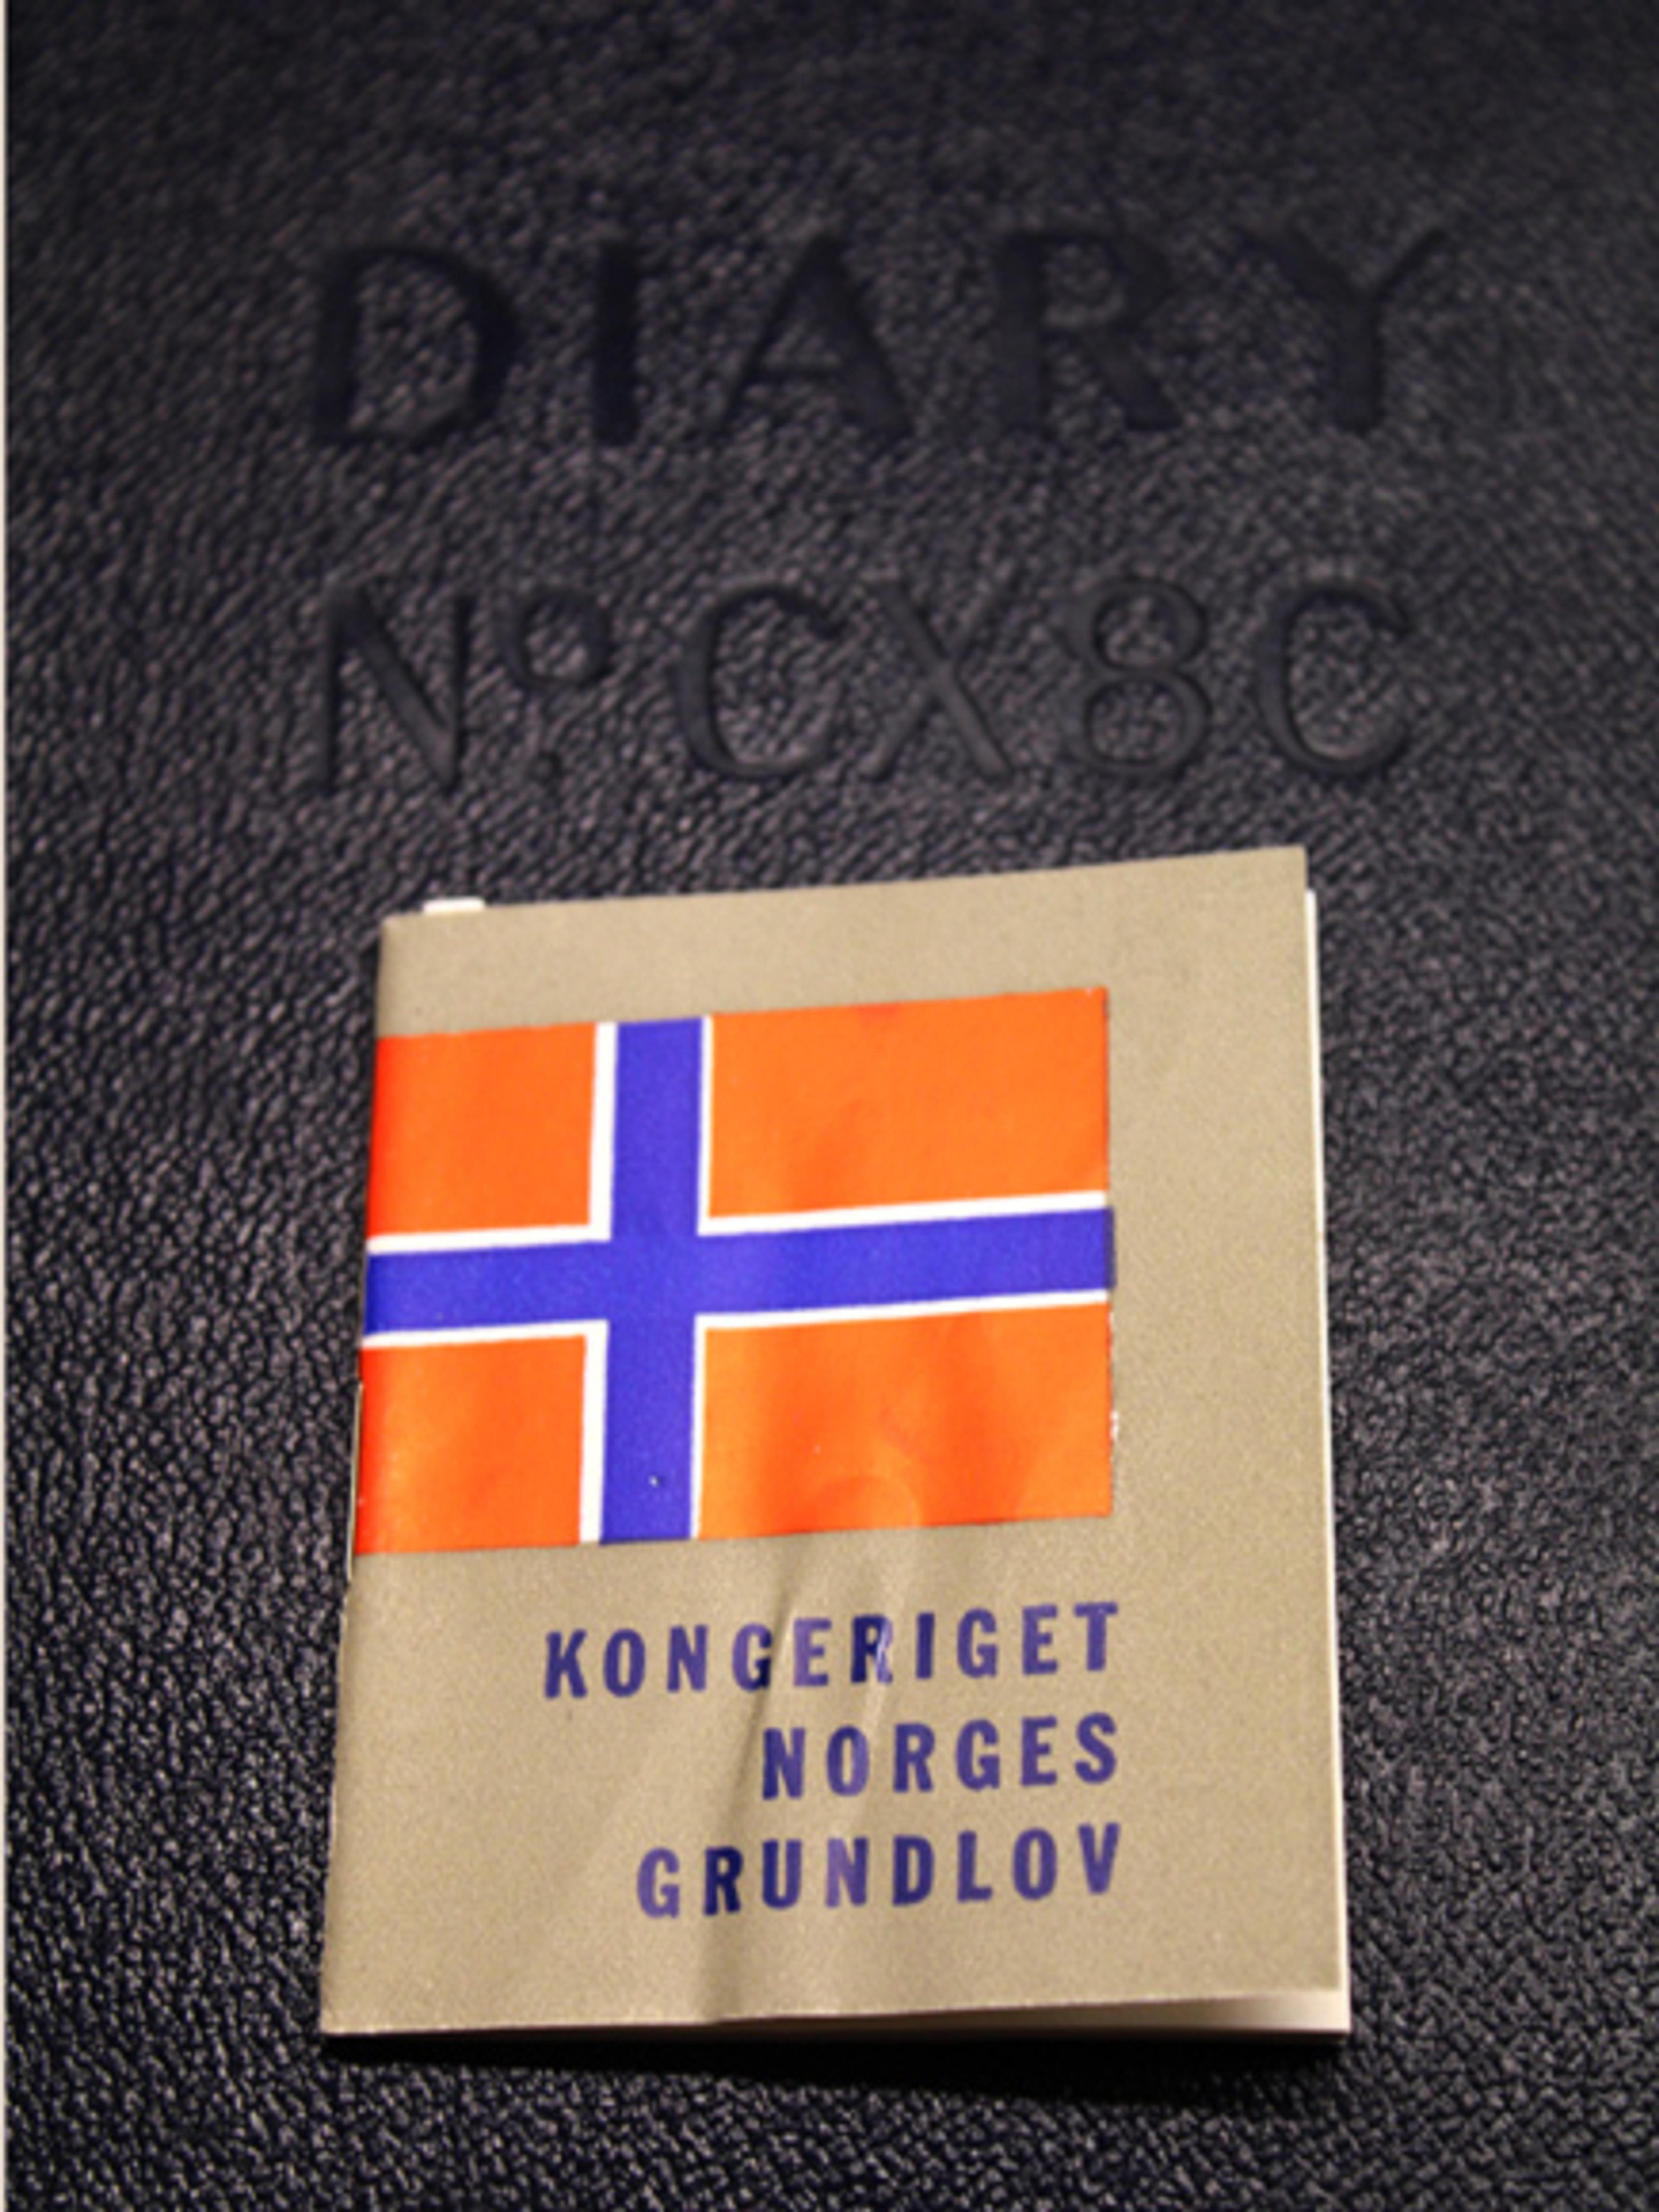 DIARY
No. CX8C
KONGERIGET
NORGES
GRUNDLOV